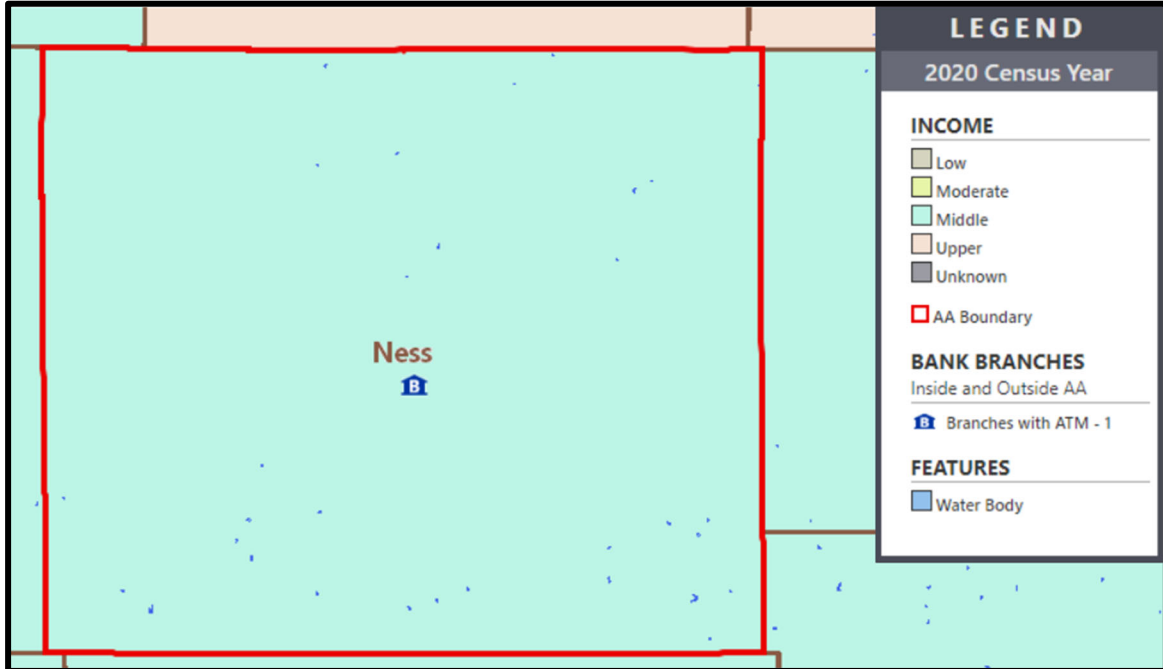 LEGEND
2020 Census Year
INCOME
Low
Moderate
Middle
Upper
Unknown
AA Boundary
BANK BRANCHES
Inside and Outside AA
B Branches with ATM - 1
FEATURES
Water Body
Ness
B